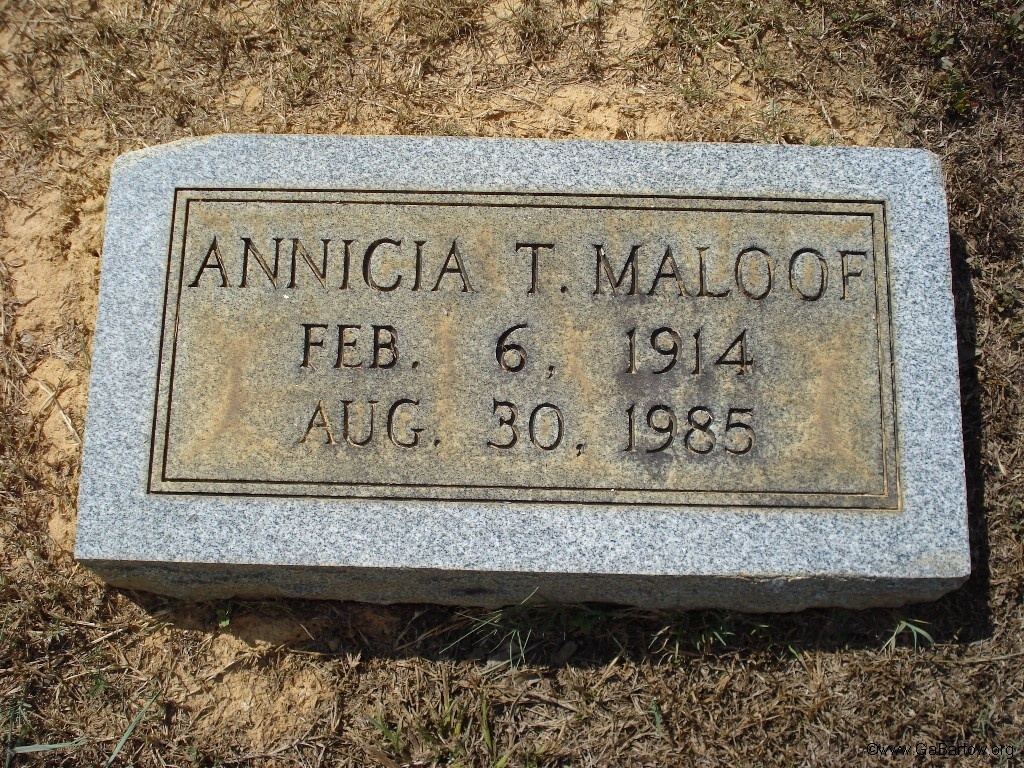 ANNICIA T. MALOOF
FEB. 6, 1914
AUG. 30, 1985
©www.GaBartow.org